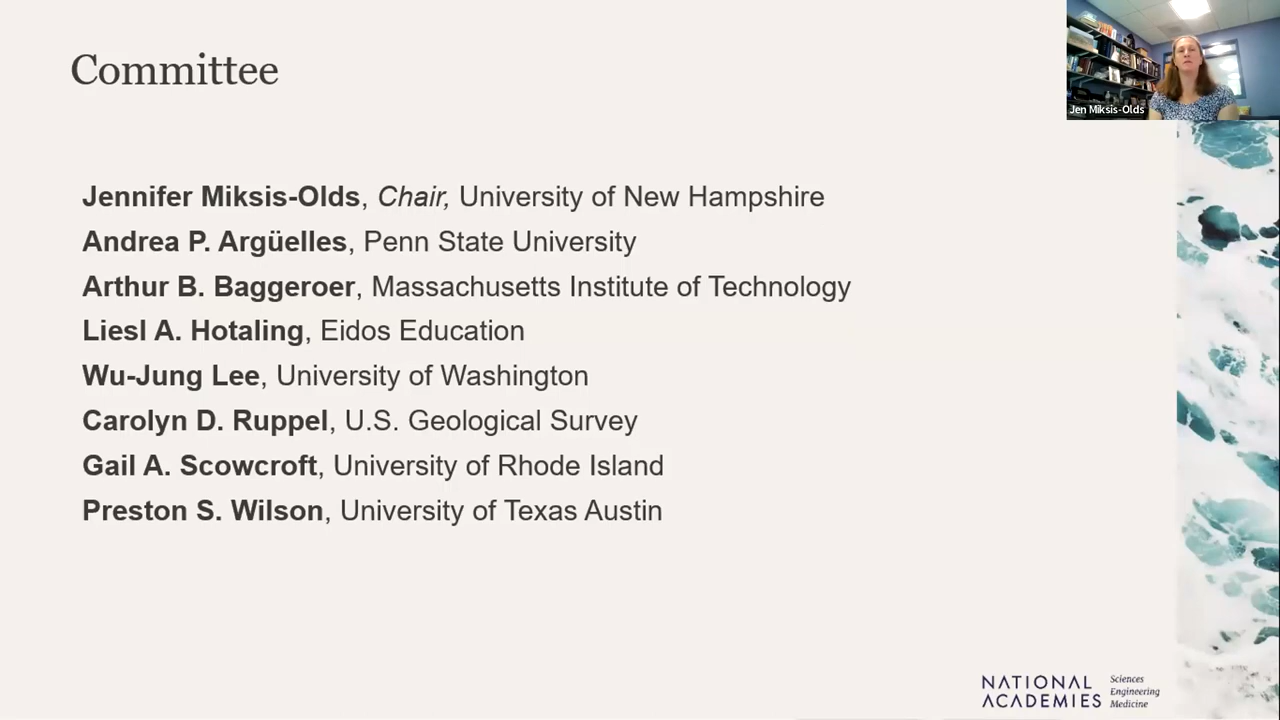 Committee
Jen Miksis-Olds
Jennifer Miksis-Olds, Chair, University of New Hampshire
Andrea P. Argüelles, Penn State University
Arthur B. Baggeroer, Massachusetts Institute of Technology
Liesl A. Hotaling, Eidos Education
Wu-Jung Lee, University of Washington
Carolyn D. Ruppel, U.S. Geological Survey
Gail A. Scowcroft, University of Rhode Island
Preston S. Wilson, University of Texas Austin
NATIONAL
ACADEMIES
Sciences
Engineering
Medicine